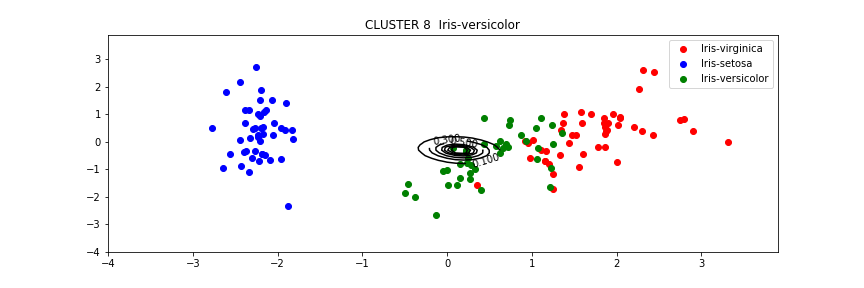 CLUSTER 8 Iris-versicolor
Iris-virginica
Iris-setosa
Iris-versicolor
3
2
1
0
−1
−2
−3
−4
0.300
0.100
−4 −3 −2 −1 0 1 2 3